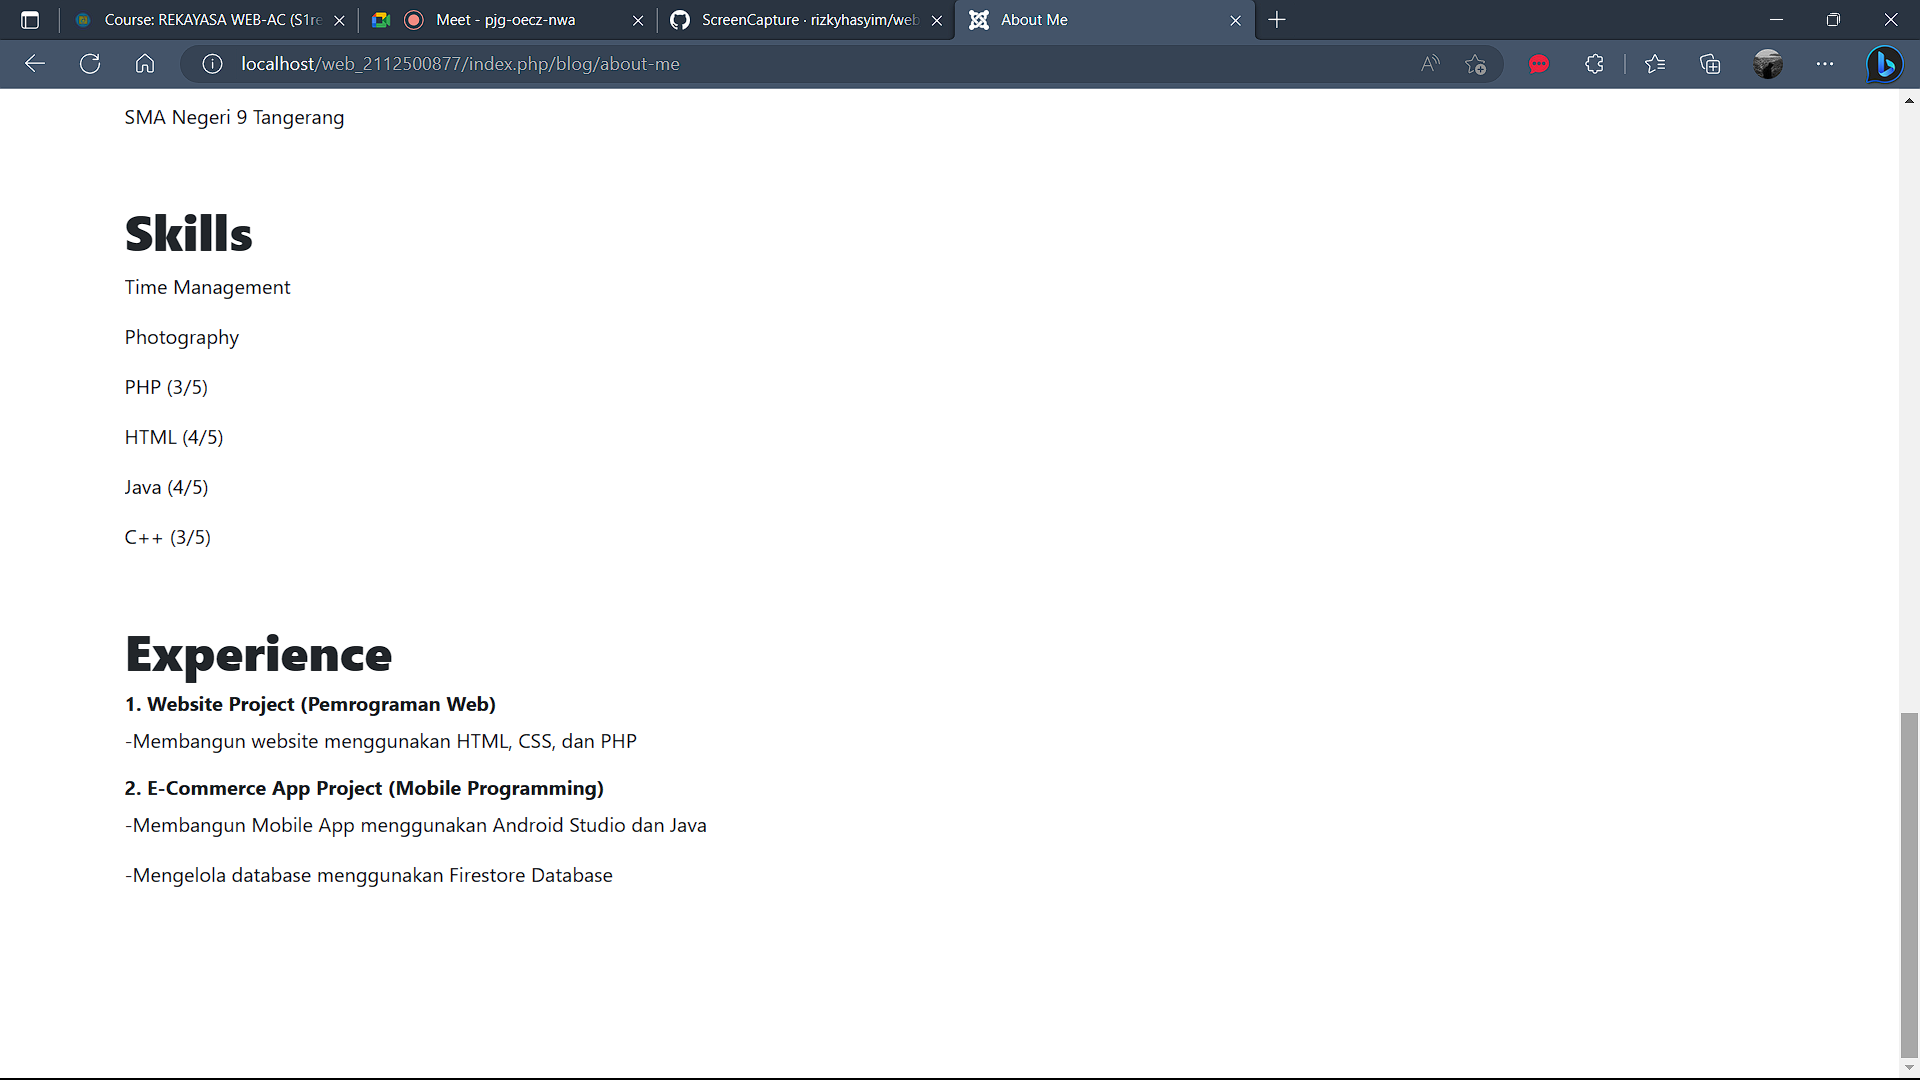 Course: REKAYASA WEB-AC (S1re
Meet - pjg-oecz-nwa
ScreenCapture · rizkyhasyim/web
About Me
localhost/web_2112500877/index.php/blog/about-me
SMA Negeri 9 Tangerang
Skills
Time Management
Photography
PHP (3/5)
HTML (4/5)
Java (4/5)
C++ (3/5)
Experience
1. Website Project (Pemrograman Web)
-Membangun website menggunakan HTML, CSS, dan PHP
2. E-Commerce App Project (Mobile Programming)
-Membangun Mobile App menggunakan Android Studio dan Java
-Mengelola database menggunakan Firestore Database